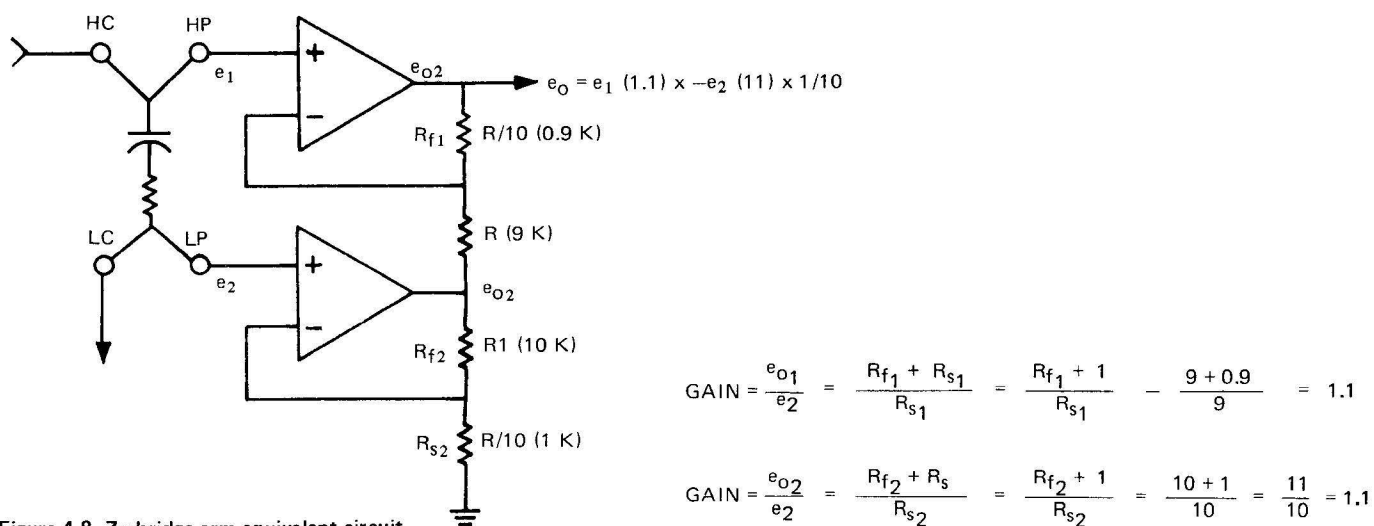 HC HP
e1
+
−
eo2
eo = e1 (1.1) x −e2 (11) x 1/10
Rf1 R/10 (0.9 K)
R (9 K)
LC LP
e2
+
−
eo2
Rf2 R1 (10 K)
Rs2 R/10 (1 K)
GAIN = eo1/e2 = (Rf1 + Rs1)/Rs1 = (Rf1 + 1)/Rs1 − (9 + 0.9)/9 = 1.1
GAIN = eo2/e2 = (Rf2 + Rs)/Rs2 = (Rf2 + 1)/Rs2 = (10 + 1)/10 = 11/10 = 1.1